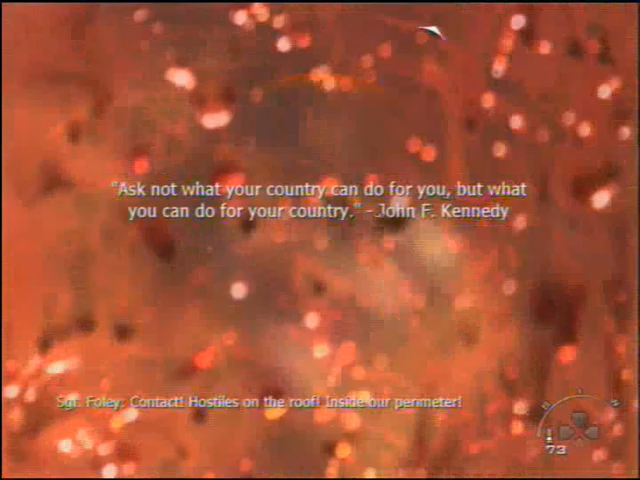 "Ask not what your country can do for you, but what
you can do for your country." - John F. Kennedy
Sgt. Foley: Contact! Hostiles on the roof! Inside our perimeter!
73